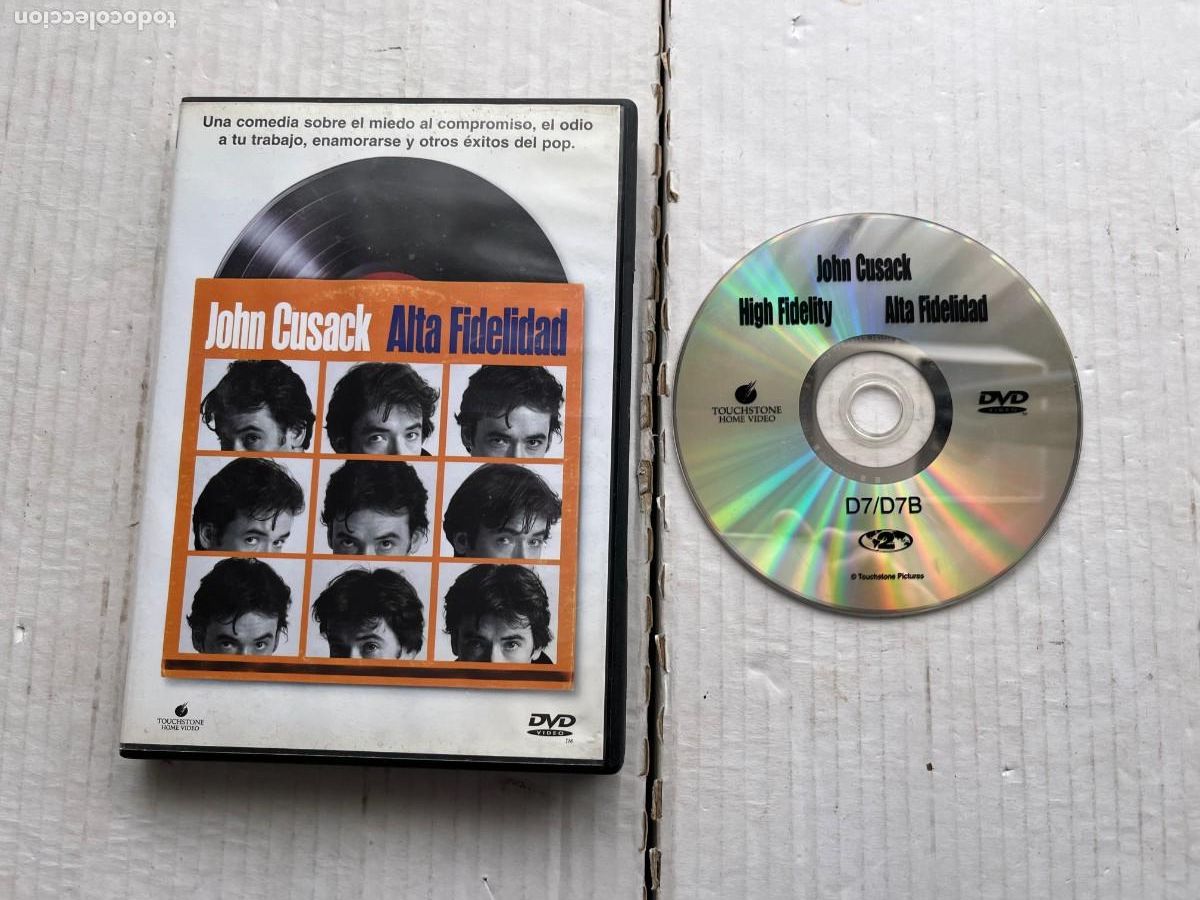 todocoleccion
Una comedia sobre el miedo al compromiso, el odio
a tu trabajo, enamorarse y otros éxitos del pop.
John Cusack Alta Fidelidad
TOUCHSTONE
HOME VIDEO
DVD
VIDEO
TM
John Cusack
High Fidelity Alta Fidelidad
TOUCHSTONE
HOME VIDEO
DVD
VIDEO
D7/D7B
2
© Touchstone Pictures